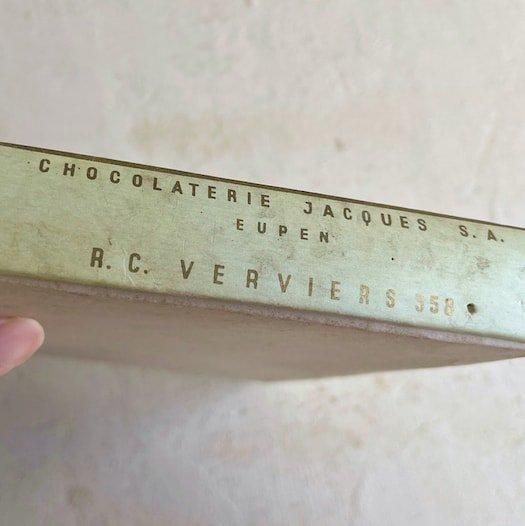 CHOCOLATERIE JACQUES S.A.
EUPEN
R.C. VERVIERS 358